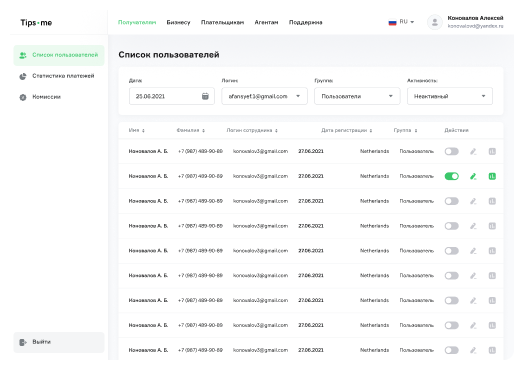 Tips•me
Получателям Бизнесу Плательщикам Агентам Поддержка
RU
Коновалов Алексей
konovalovd@yandex.ru
Список пользователей
Статистика платежей
Комиссии
Выйти
Список пользователей
Дата: Логин: Группа: Активность:
25.06.2021 afansyef.1@gmail.com Пользователи Неактивный
Имя Фамилия Логин сотрудника Дата регистрации Группа Действие
Коновалов А. Б. +7 (987) 489-90-89 konovalov3@gmail.com 27.06.2021 Netherlands Пользователь
Коновалов А. Б. +7 (987) 489-90-89 konovalov3@gmail.com 27.06.2021 Netherlands Пользователь
Коновалов А. Б. +7 (987) 489-90-89 konovalov3@gmail.com 27.06.2021 Netherlands Пользователь
Коновалов А. Б. +7 (987) 489-90-89 konovalov3@gmail.com 27.06.2021 Netherlands Пользователь
Коновалов А. Б. +7 (987) 489-90-89 konovalov3@gmail.com 27.06.2021 Netherlands Пользователь
Коновалов А. Б. +7 (987) 489-90-89 konovalov3@gmail.com 27.06.2021 Netherlands Пользователь
Коновалов А. Б. +7 (987) 489-90-89 konovalov3@gmail.com 27.06.2021 Netherlands Пользователь
Коновалов А. Б. +7 (987) 489-90-89 konovalov3@gmail.com 27.06.2021 Netherlands Пользователь
Коновалов А. Б. +7 (987) 489-90-89 konovalov3@gmail.com 27.06.2021 Netherlands Пользователь